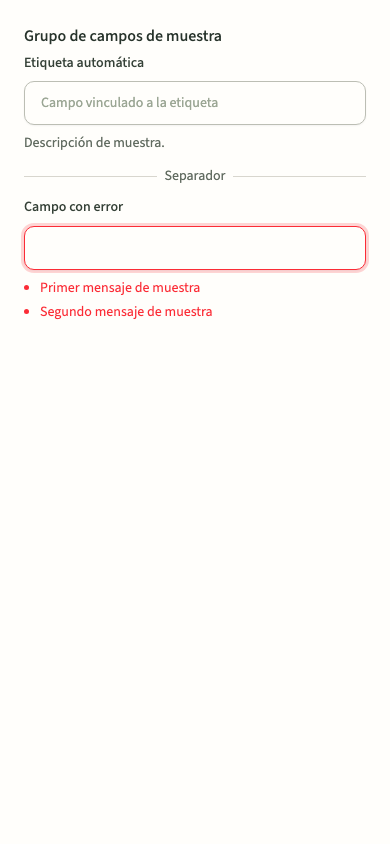 Grupo de campos de muestra
Etiqueta automática
Campo vinculado a la etiqueta
Descripción de muestra.
Separador
Campo con error
Primer mensaje de muestra
Segundo mensaje de muestra